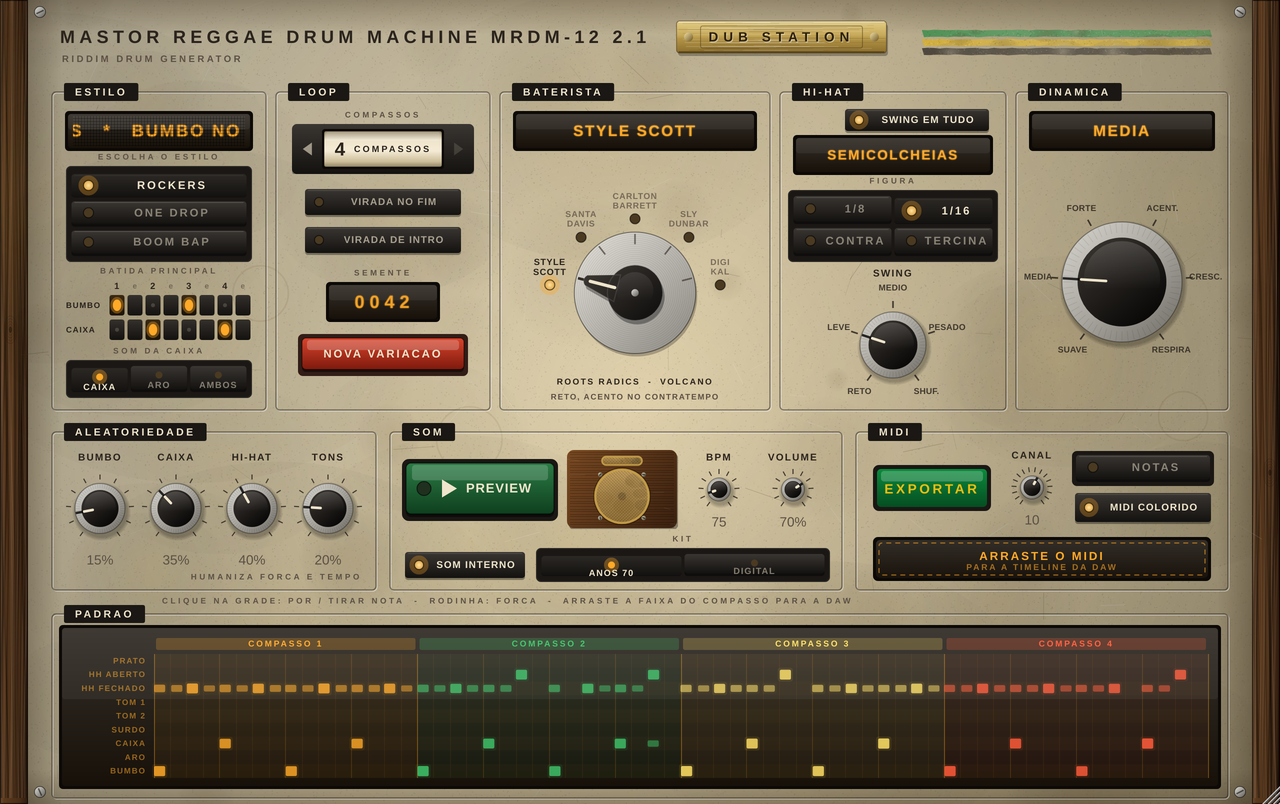 MASTOR REGGAE DRUM MACHINE MRDM-12 2.1
DUB STATION
RIDDIM DRUM GENERATOR
ESTILO
S * BUMBO NO
ESCOLHA O ESTILO
ROCKERS
ONE DROP
BOOM BAP
BATIDA PRINCIPAL
1 e 2 e 3 e 4 e
BUMBO
CAIXA
SOM DA CAIXA
CAIXA ARO AMBOS
LOOP
COMPASSOS
4 COMPASSOS
VIRADA NO FIM
VIRADA DE INTRO
SEMENTE
0042
NOVA VARIACAO
BATERISTA
STYLE SCOTT
CARLTON
BARRETT
SANTA
DAVIS
SLY
DUNBAR
STYLE
SCOTT
DIGI
KAL
ROOTS RADICS - VOLCANO
RETO, ACENTO NO CONTRATEMPO
HI-HAT
SWING EM TUDO
SEMICOLCHEIAS
FIGURA
1/8 1/16
CONTRA TERCINA
SWING
MEDIO
LEVE PESADO
RETO SHUF.
DINAMICA
MEDIA
FORTE ACENT.
MEDIA CRESC.
SUAVE RESPIRA
ALEATORIEDADE
BUMBO CAIXA HI-HAT TONS
15% 35% 40% 20%
HUMANIZA FORCA E TEMPO
SOM
PREVIEW
BPM VOLUME
75 70%
KIT
SOM INTERNO
ANOS 70 DIGITAL
MIDI
EXPORTAR
CANAL
10
NOTAS
MIDI COLORIDO
ARRASTE O MIDI
PARA A TIMELINE DA DAW
CLIQUE NA GRADE: POR / TIRAR NOTA - RODINHA: FORCA - ARRASTE A FAIXA DO COMPASSO PARA A DAW
PADRAO
COMPASSO 1 COMPASSO 2 COMPASSO 3 COMPASSO 4
PRATO
HH ABERTO
HH FECHADO
TOM 1
TOM 2
SURDO
CAIXA
ARO
BUMBO